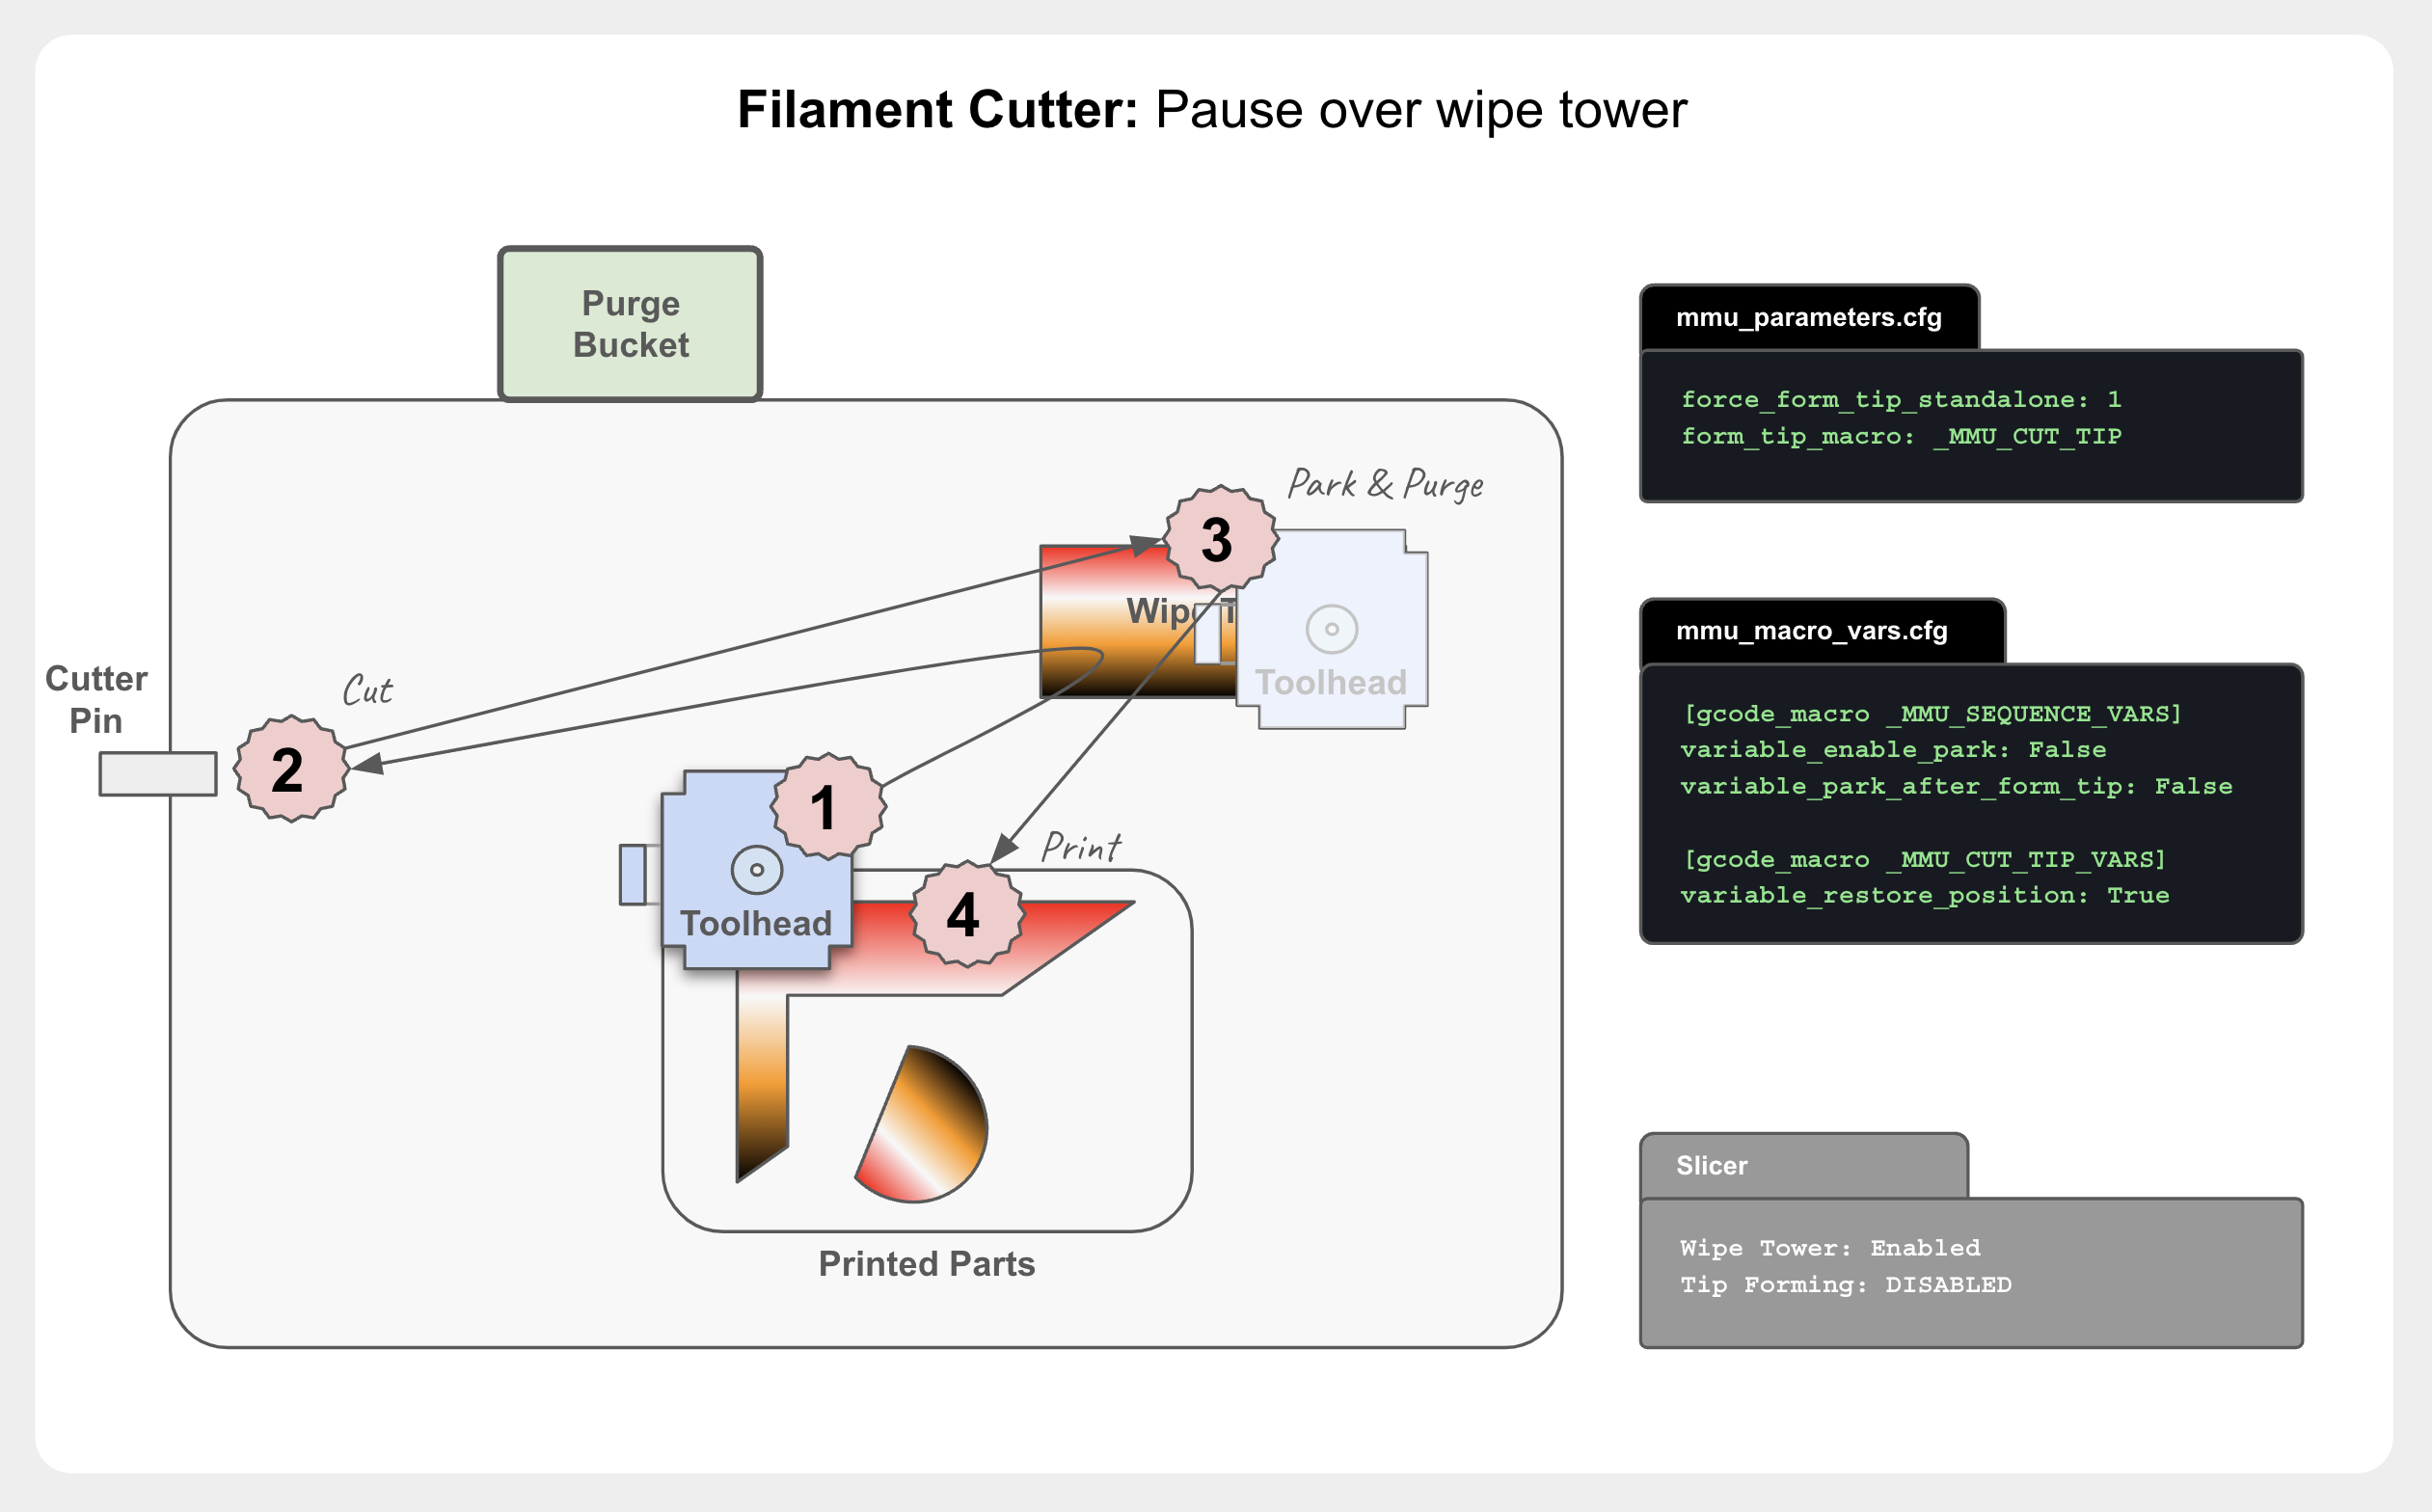 Filament Cutter: Pause over wipe tower
Purge
Bucket
Park & Purge
3
Wipe T
Toolhead
Cutter
Pin
Cut
2
1
Toolhead
Print
4
Printed Parts
mmu_parameters.cfg
force_form_tip_standalone: 1
form_tip_macro: _MMU_CUT_TIP
mmu_macro_vars.cfg
[gcode_macro _MMU_SEQUENCE_VARS]
variable_enable_park: False
variable_park_after_form_tip: False
[gcode_macro _MMU_CUT_TIP_VARS]
variable_restore_position: True
Slicer
Wipe Tower: Enabled
Tip Forming: DISABLED